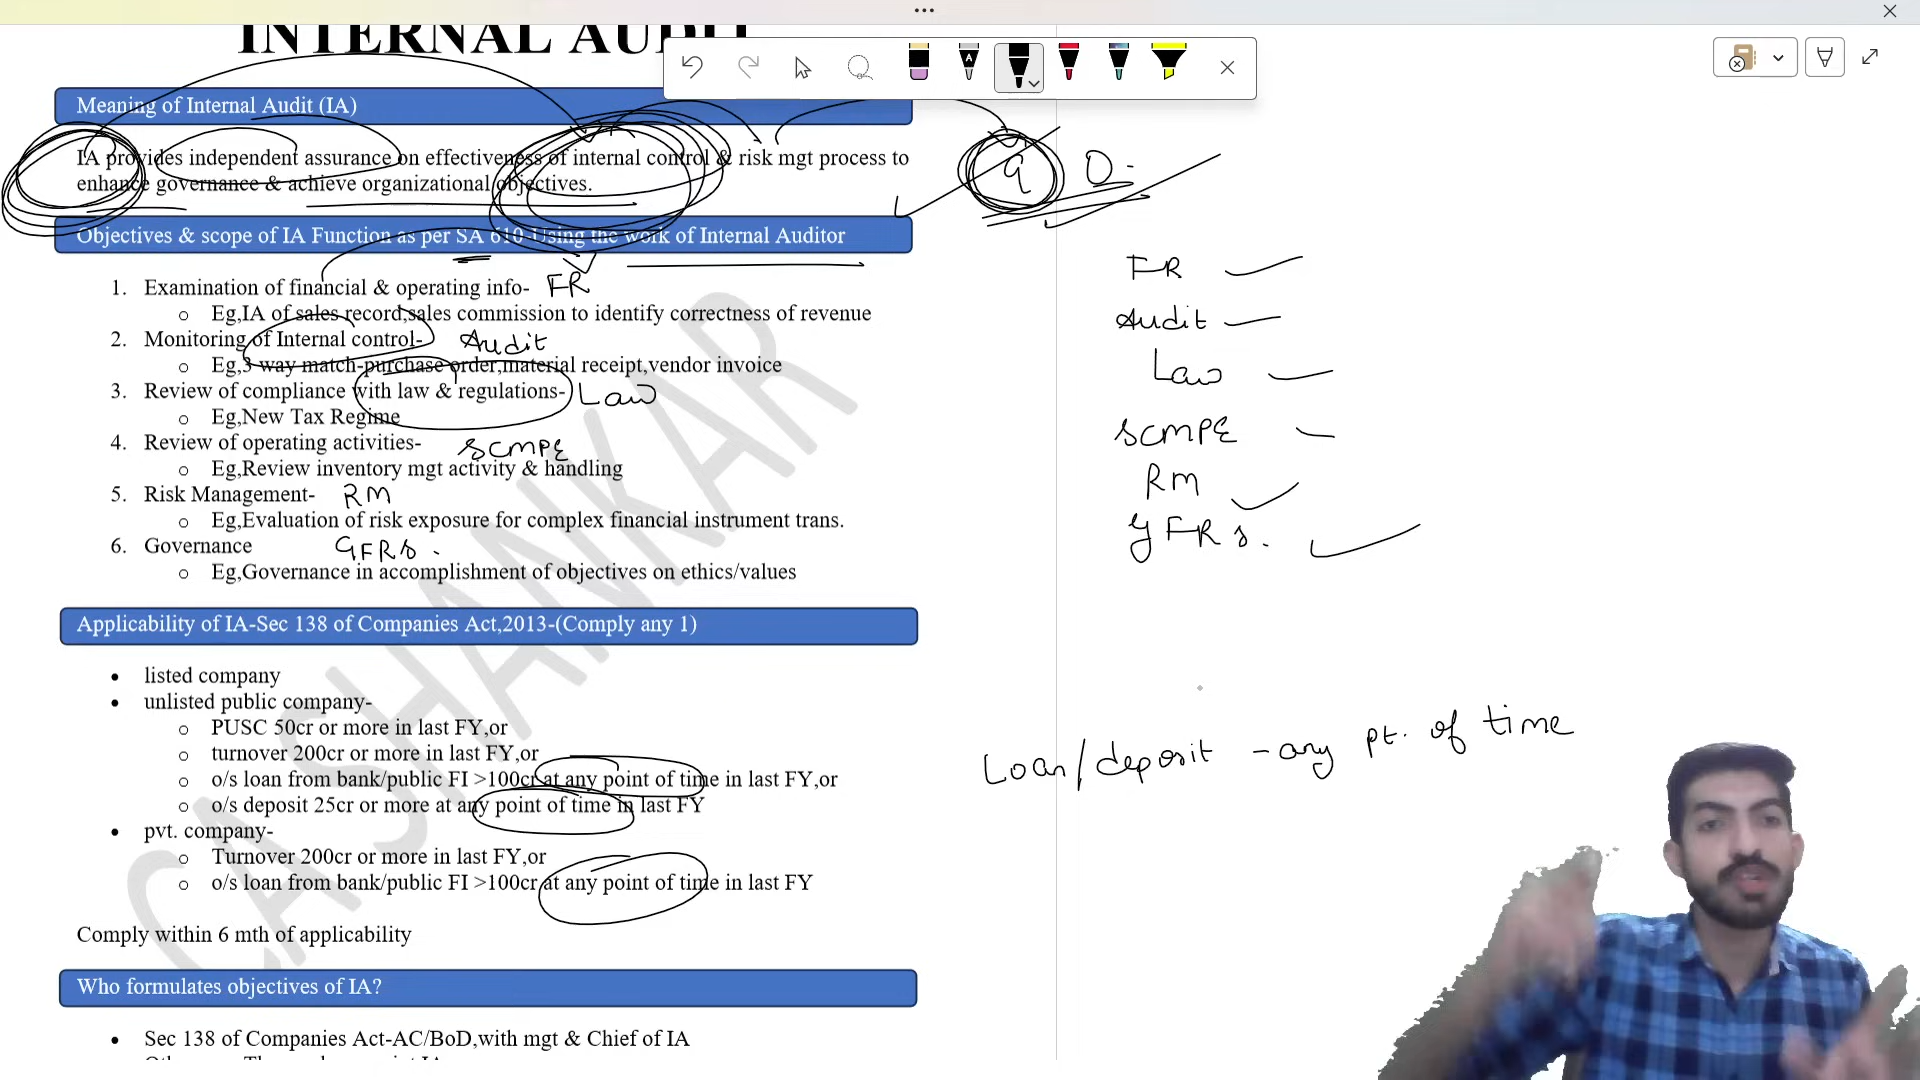 INTERNAL AUDIT
Meaning of Internal Audit (IA)
IA provides independent assurance on effectiveness of internal control & risk mgt process to
enhance governance & achieve organizational objectives.
G O.
Objectives & scope of IA Function as per SA 610-Using the work of Internal Auditor
1. Examination of financial & operating info- FR
o Eg,IA of sales record,sales commission to identify correctness of revenue
2. Monitoring of Internal control- Audit
o Eg,3 way match-purchase order,material receipt,vendor invoice
3. Review of compliance with law & regulations- Law
o Eg,New Tax Regime
4. Review of operating activities- SCMPE
o Eg,Review inventory mgt activity & handling
5. Risk Management- RM
o Eg,Evaluation of risk exposure for complex financial instrument trans.
6. Governance GFRS.
o Eg,Governance in accomplishment of objectives on ethics/values
FR
Audit
Law
SCMPE
RM
GFRS.
Applicability of IA-Sec 138 of Companies Act,2013-(Comply any 1)
• listed company
• unlisted public company-
o PUSC 50cr or more in last FY,or
o turnover 200cr or more in last FY,or
o o/s loan from bank/public FI >100cr at any point of time in last FY,or
o o/s deposit 25cr or more at any point of time in last FY
• pvt. company-
o Turnover 200cr or more in last FY,or
o o/s loan from bank/public FI >100cr at any point of time in last FY
Loan/deposit - any pt. of time
Comply within 6 mth of applicability
Who formulates objectives of IA?
• Sec 138 of Companies Act-AC/BoD,with mgt & Chief of IA
CA SHANKAR